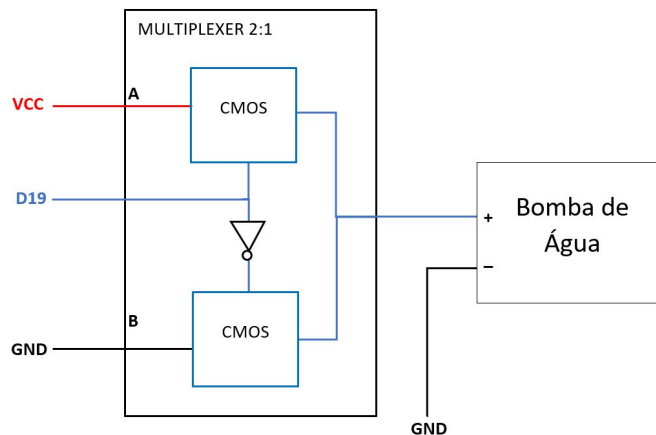 MULTIPLEXER 2:1
A
VCC
CMOS
D19
B
CMOS
GND
+
Bomba de
Água
−
GND